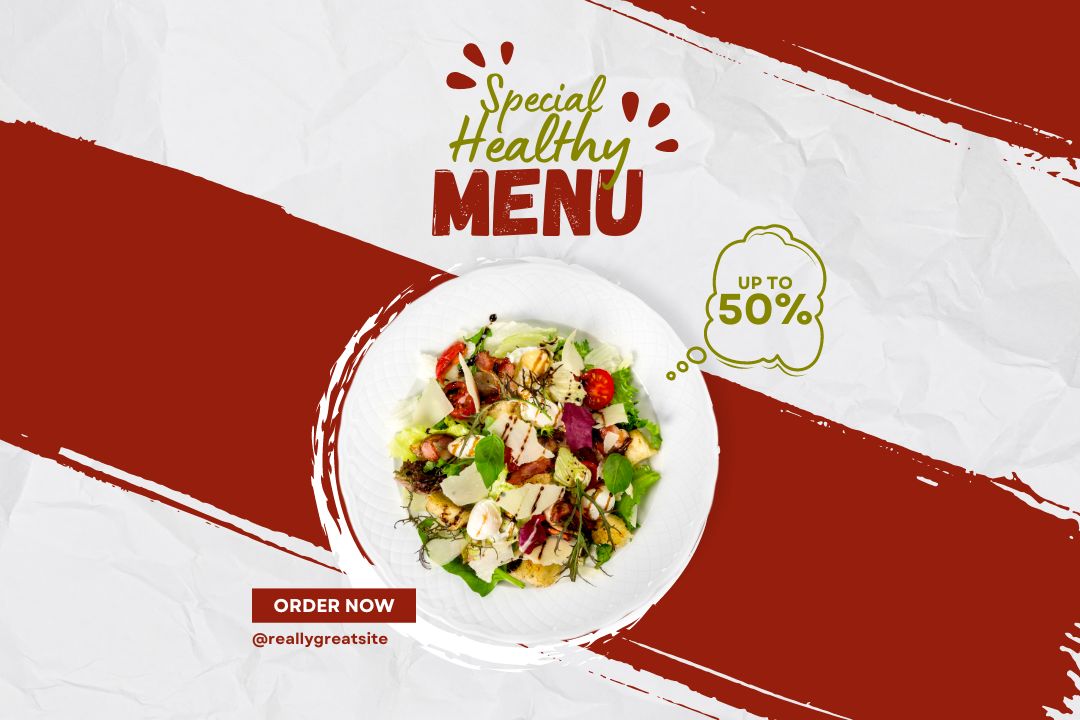 Special
Healthy
MENU
UP TO
50%
ORDER NOW
@reallygreatsite